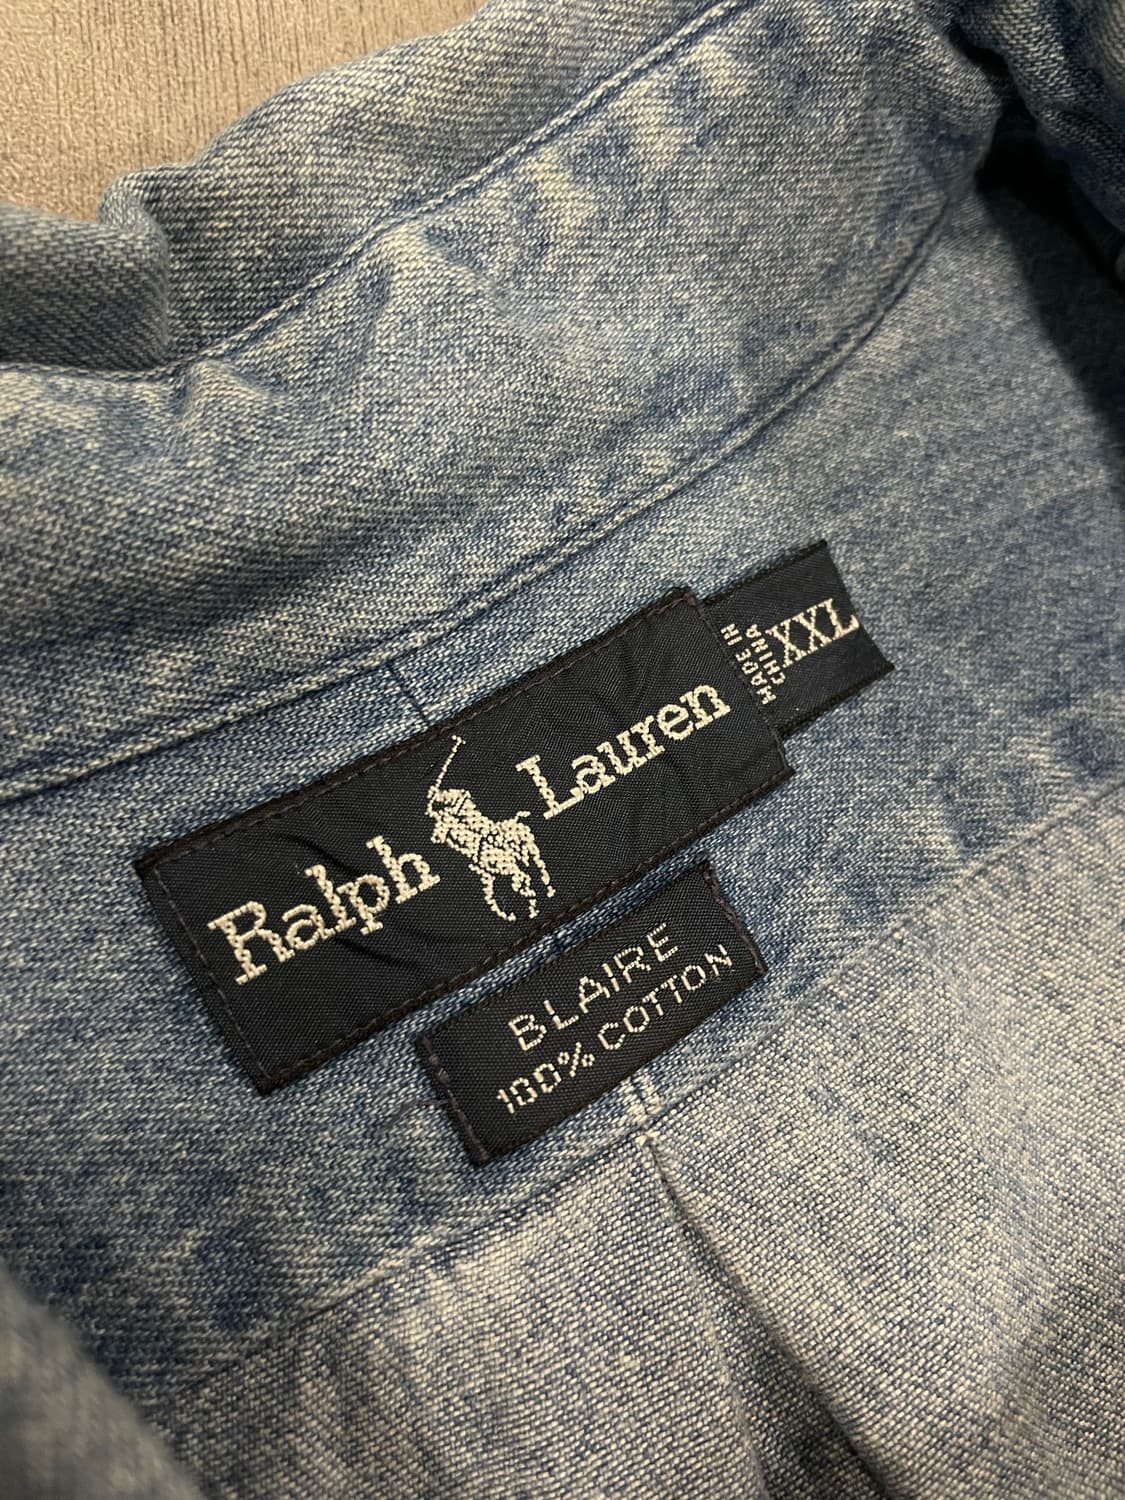 Ralph Lauren
MADE IN
CHINA
XXL
BLAIRE
100% COTTON